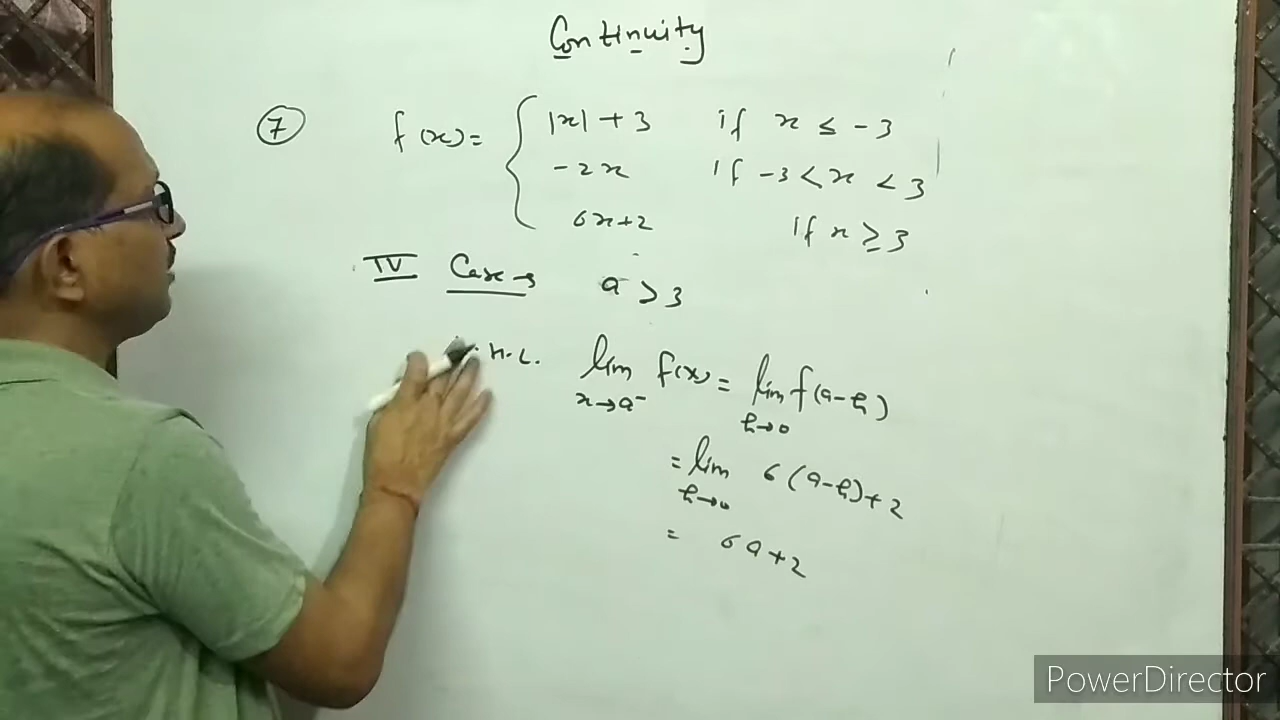 Continuity
⑦ f(x)= { |x| + 3 if x ≤ -3
-2x if -3 < x < 3
6x+2 if x ≥ 3
IV Case → a > 3
H.L. lim x→a⁻ f(x) = lim h→0 f(a-h)
= lim h→0 6(a-h)+2
= 6a+2
PowerDirector